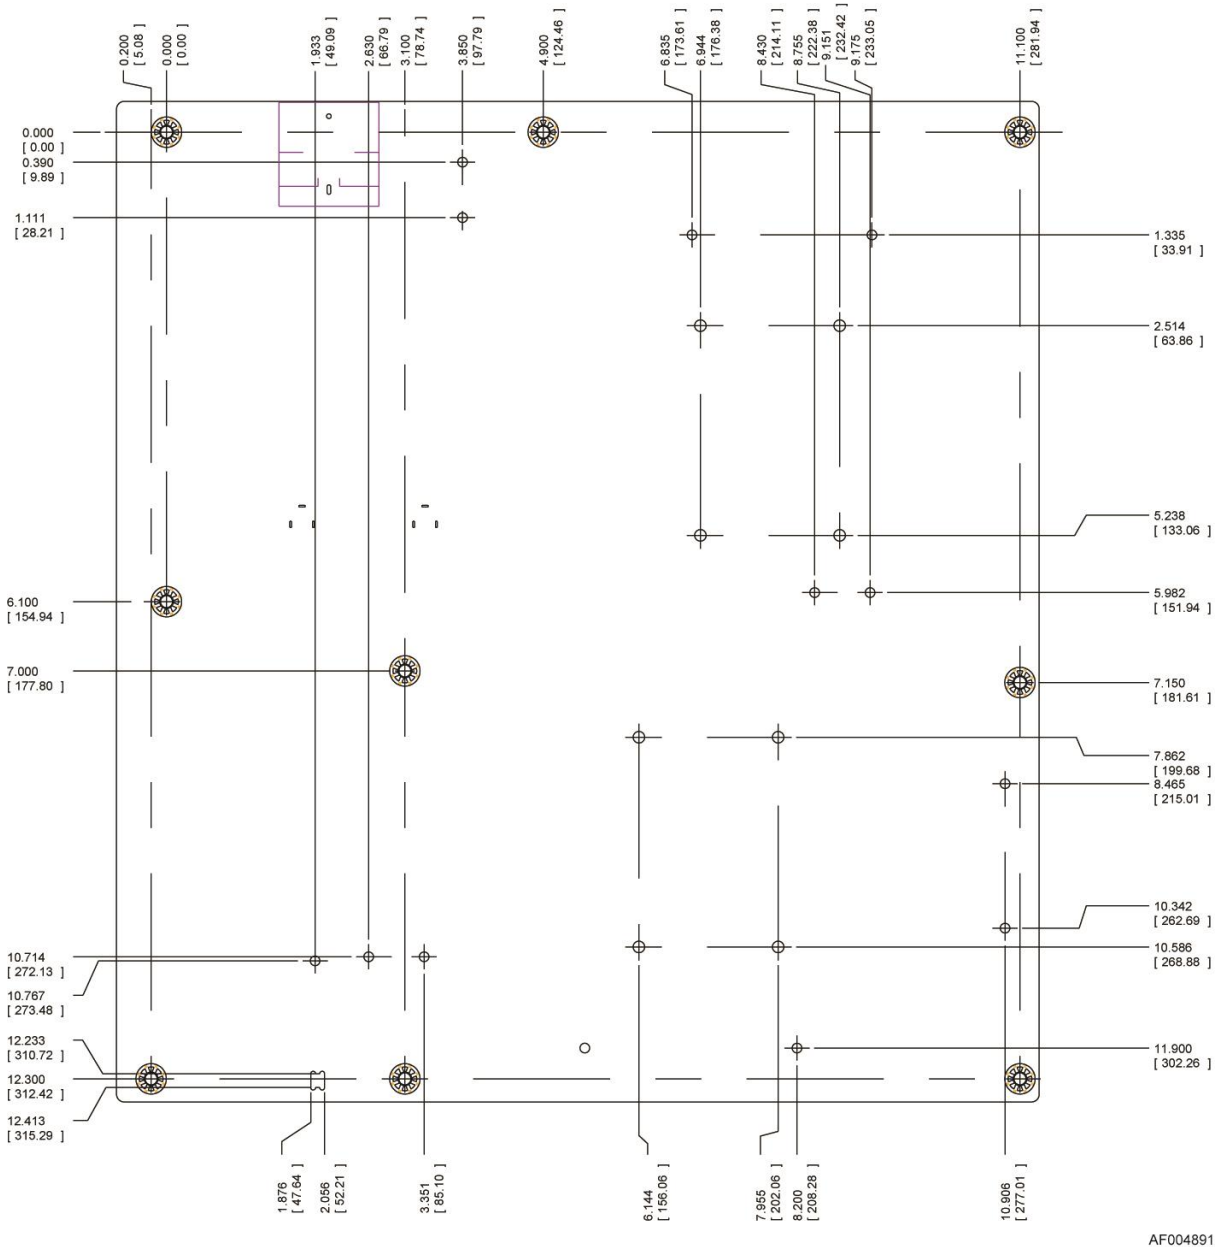 0.200
[ 5.08 ]
0.000
[ 0.00 ]
1.933
[ 49.09 ]
2.630
[ 66.79 ]
3.100
[ 78.74 ]
3.850
[ 97.79 ]
4.900
[ 124.46 ]
6.835
[ 173.61 ]
6.944
[ 176.38 ]
8.430
[ 214.11 ]
8.755
[ 222.38 ]
9.151
[ 232.42 ]
9.175
[ 233.05 ]
11.100
[ 281.94 ]
0.000
[ 0.00 ]
0.390
[ 9.89 ]
1.111
[ 28.21 ]
6.100
[ 154.94 ]
7.000
[ 177.80 ]
10.714
[ 272.13 ]
10.767
[ 273.48 ]
12.233
[ 310.72 ]
12.300
[ 312.42 ]
12.413
[ 315.29 ]
1.335
[ 33.91 ]
2.514
[ 63.86 ]
5.238
[ 133.06 ]
5.982
[ 151.94 ]
7.150
[ 181.61 ]
7.862
[ 199.68 ]
8.465
[ 215.01 ]
10.342
[ 262.69 ]
10.586
[ 268.88 ]
11.900
[ 302.26 ]
1.876
[ 47.64 ]
2.056
[ 52.21 ]
3.351
[ 85.10 ]
6.144
[ 156.06 ]
7.955
[ 202.06 ]
8.200
[ 208.28 ]
10.906
[ 277.01 ]
AF004891